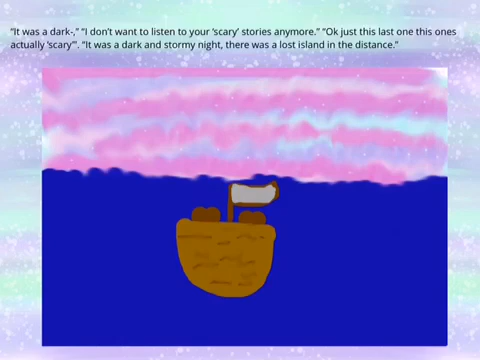 "It was a dark-," "I don't want to listen to your 'scary' stories anymore." "Ok just this last one this ones
actually 'scary'". "It was a dark and stormy night, there was a lost island in the distance."